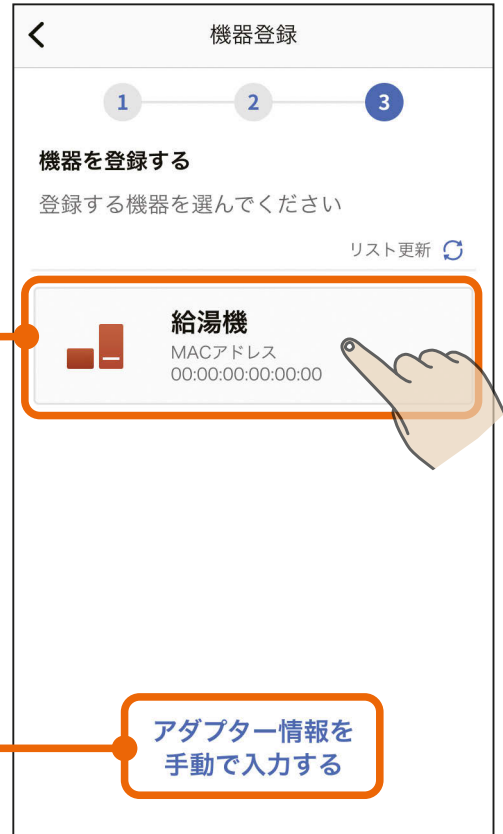 機器登録
1 2 3
機器を登録する
登録する機器を選んでください
リスト更新
給湯機
MACアドレス
00:00:00:00:00:00
アダプター情報を
手動で入力する